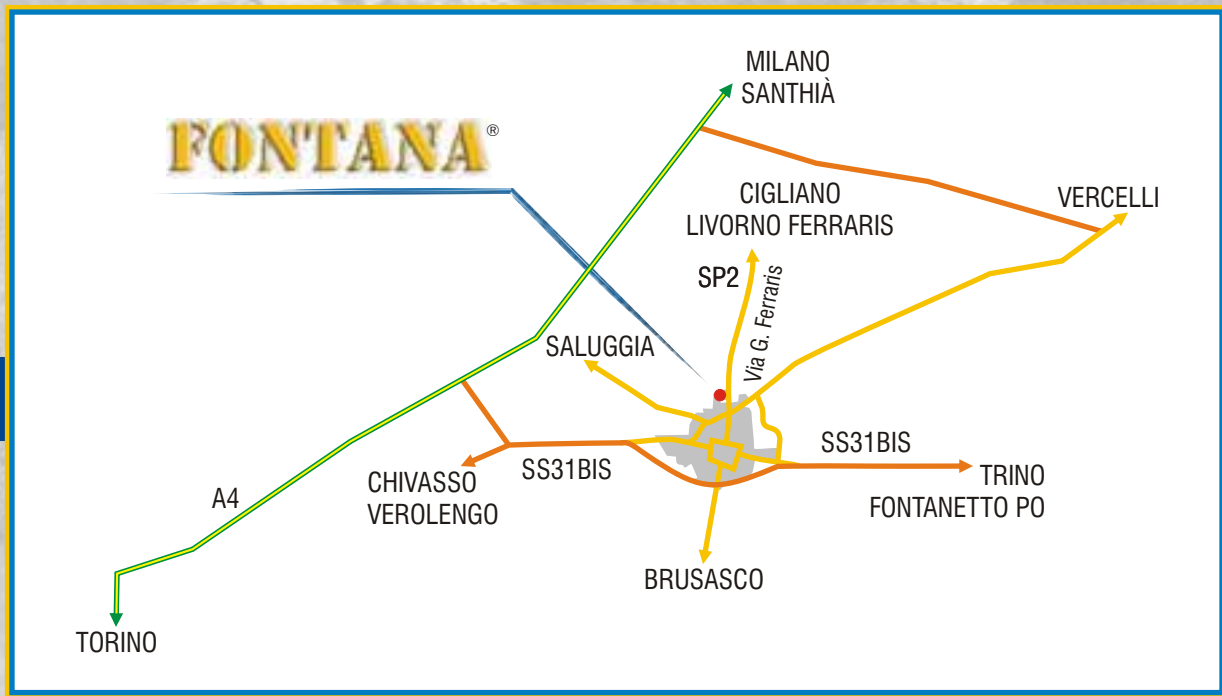 MILANO
SANTHIÀ
FONTANA®
CIGLIANO
LIVORNO FERRARIS
VERCELLI
SP2
Via G. Ferraris
SALUGGIA
SS31BIS
SS31BIS
CHIVASSO
VEROLENGO
TRINO
FONTANETTO PO
A4
BRUSASCO
TORINO